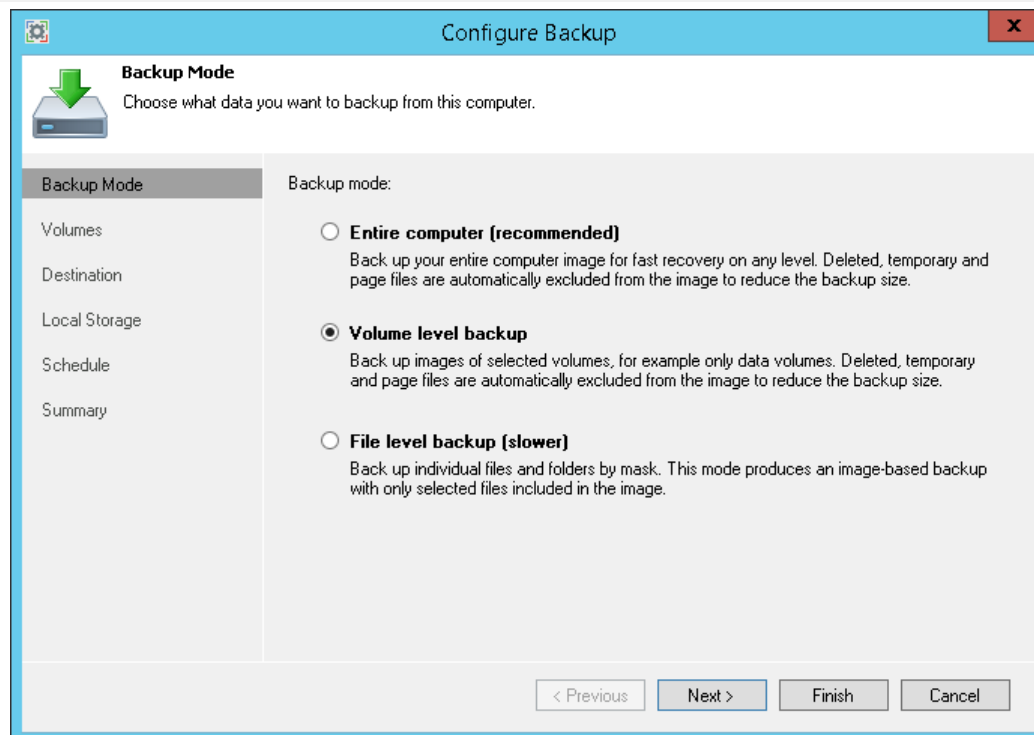 Configure Backup
x
Backup Mode
Choose what data you want to backup from this computer.
Backup Mode
Volumes
Destination
Local Storage
Schedule
Summary
Backup mode:
Entire computer (recommended)
Back up your entire computer image for fast recovery on any level. Deleted, temporary and
page files are automatically excluded from the image to reduce the backup size.
Volume level backup
Back up images of selected volumes, for example only data volumes. Deleted, temporary
and page files are automatically excluded from the image to reduce the backup size.
File level backup (slower)
Back up individual files and folders by mask. This mode produces an image-based backup
with only selected files included in the image.
< Previous
Next >
Finish
Cancel